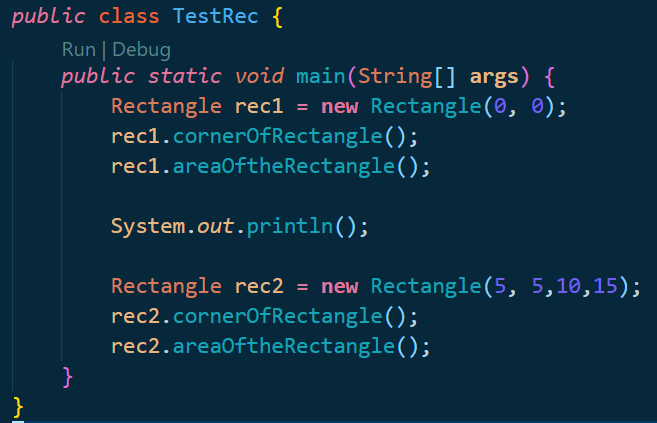 public class TestRec {
Run | Debug
public static void main(String[] args) {
Rectangle rec1 = new Rectangle(0, 0);
rec1.cornerOfRectangle();
rec1.areaOftheRectangle();
System.out.println();
Rectangle rec2 = new Rectangle(5, 5,10,15);
rec2.cornerOfRectangle();
rec2.areaOftheRectangle();
}
}